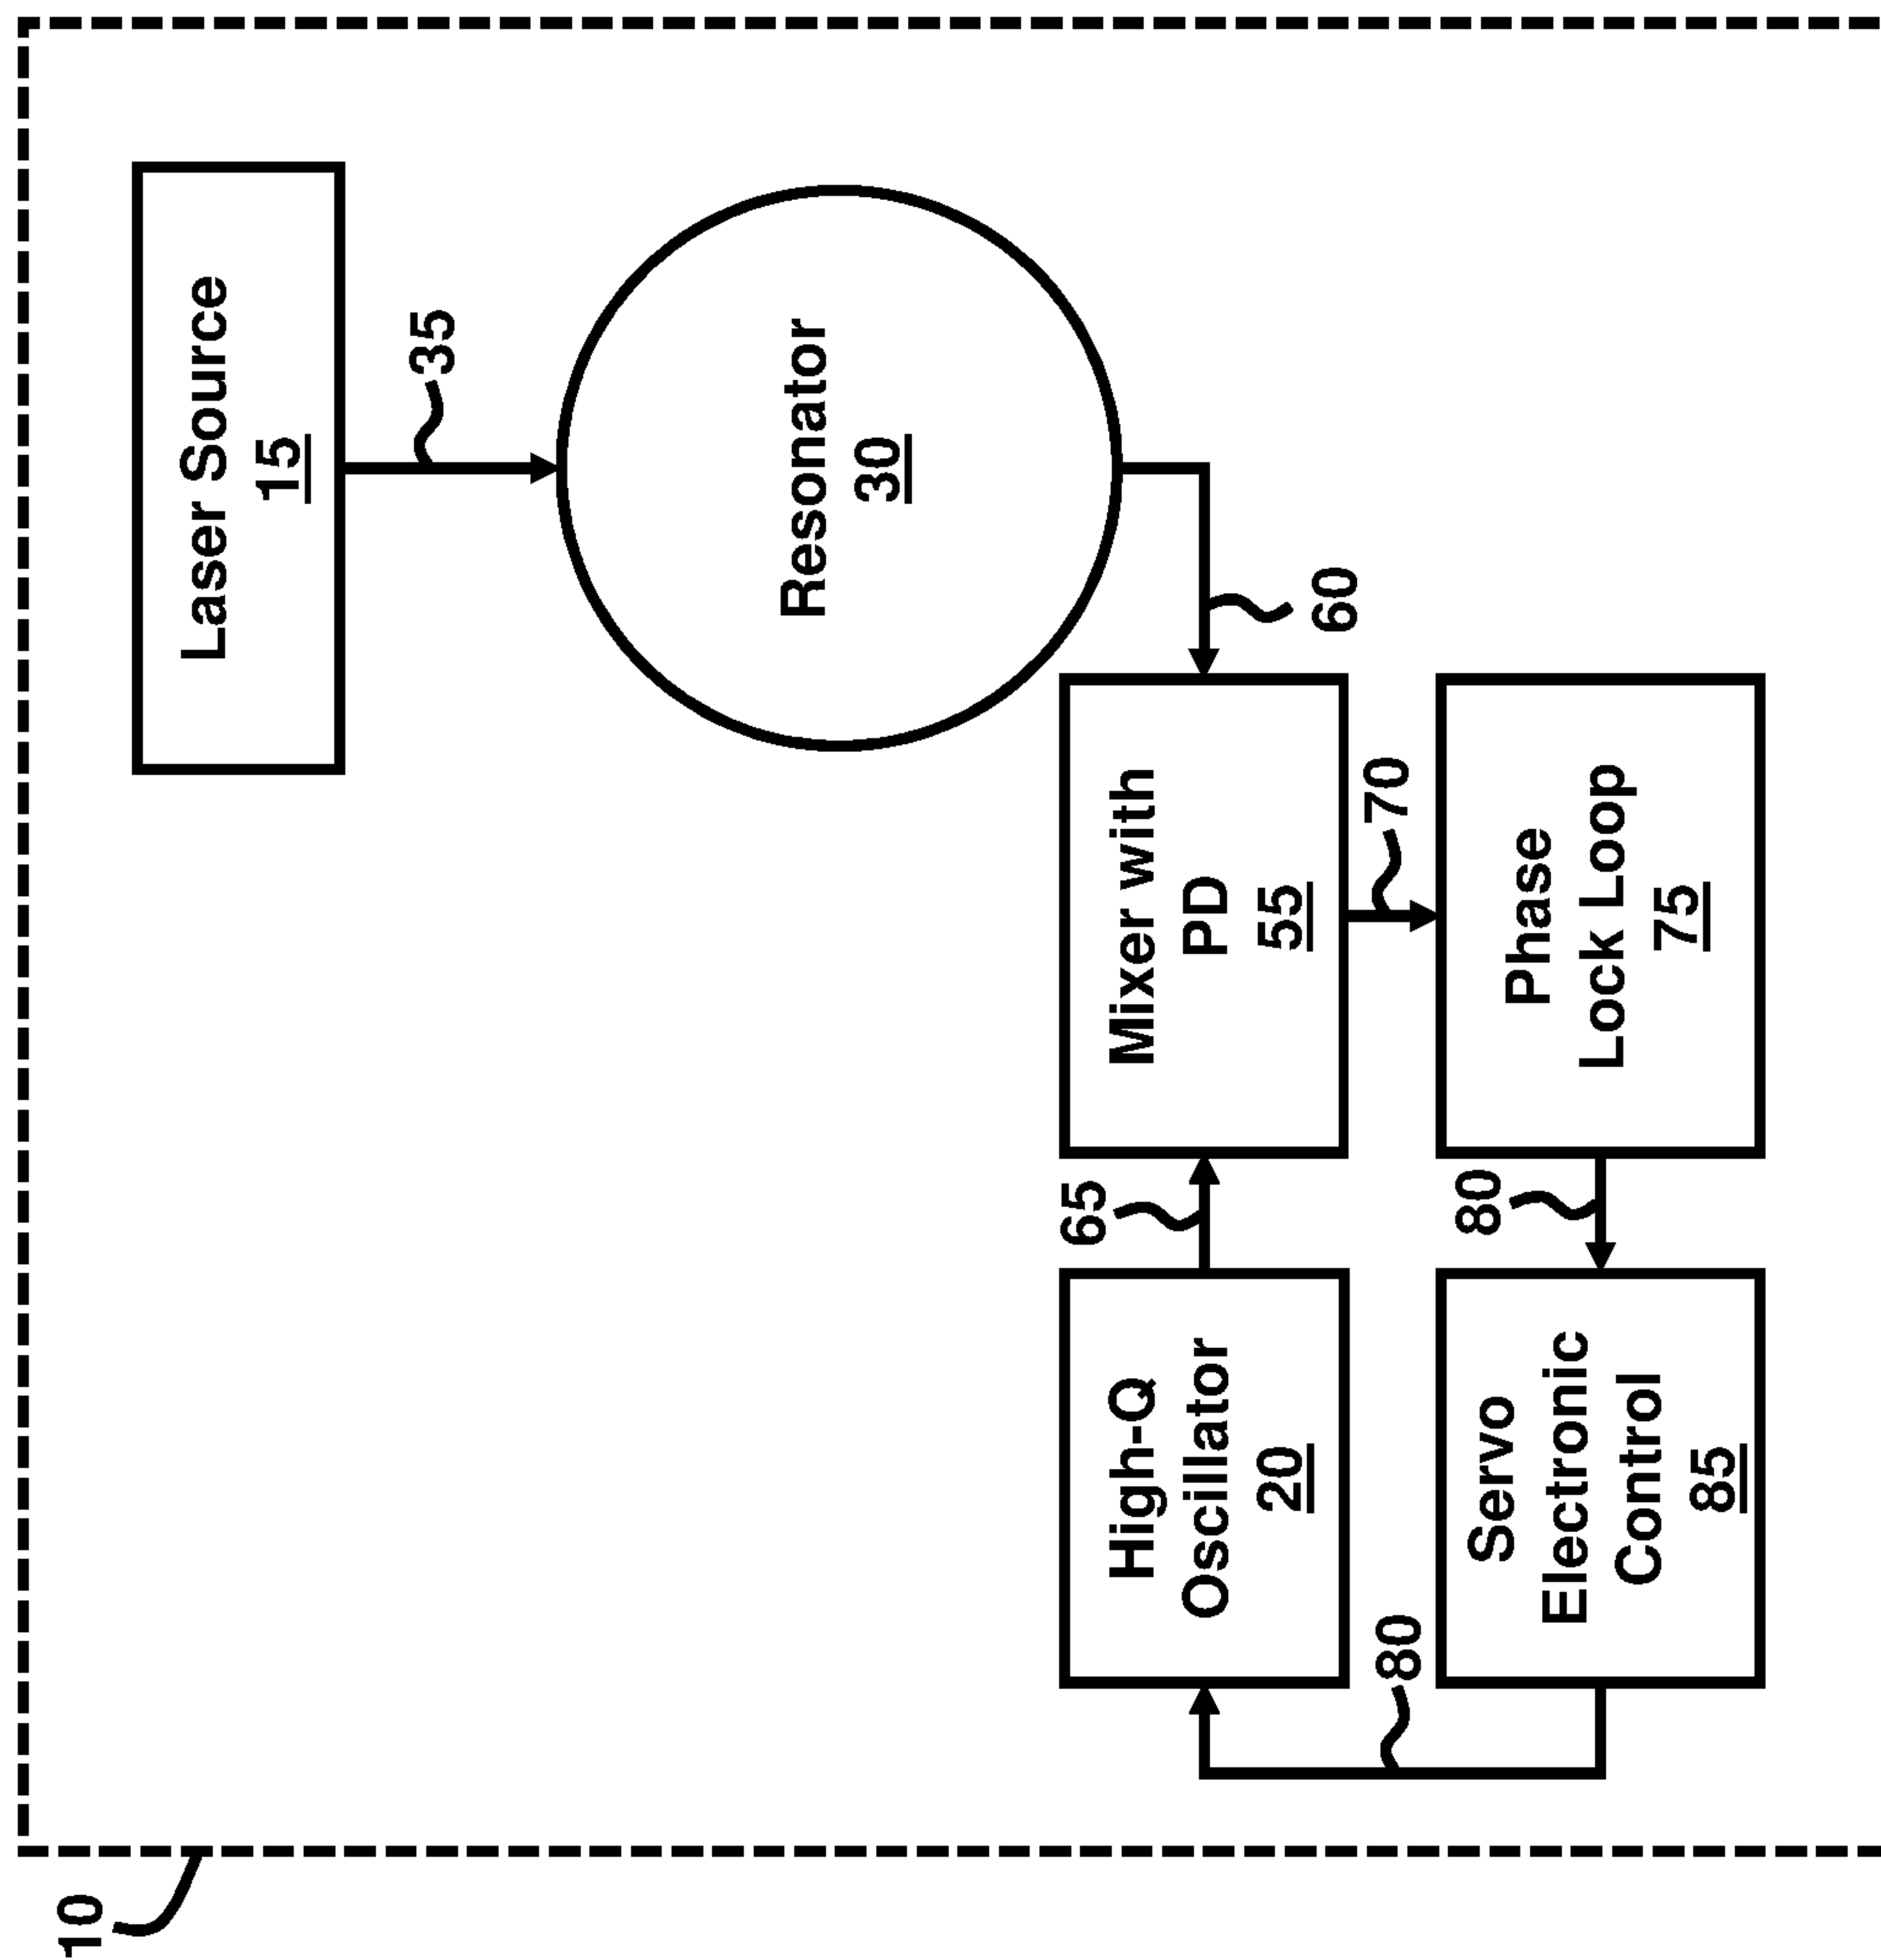 10
Laser Source
15
35
Resonator
30
60
High-Q
Oscillator
20
65
Mixer with
PD
55
80
70
Servo
Electronic
Control
85
80
Phase
Lock Loop
75